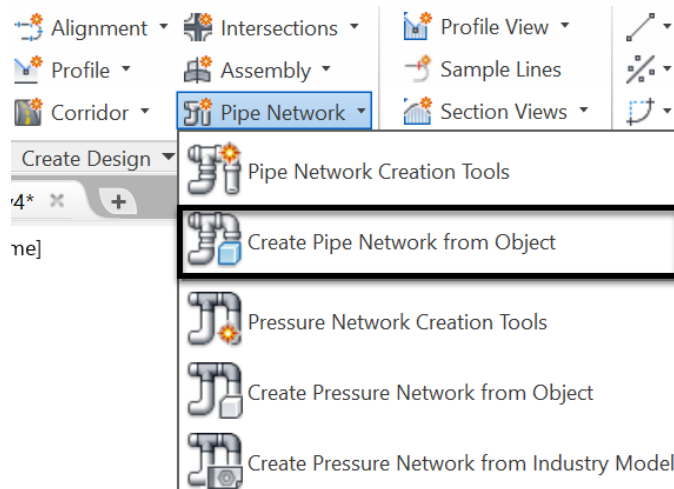 Alignment Intersections Profile View
Profile Assembly Sample Lines
Corridor Pipe Network Section Views
Create Design
4*
me]
Pipe Network Creation Tools
Create Pipe Network from Object
Pressure Network Creation Tools
Create Pressure Network from Object
Create Pressure Network from Industry Model